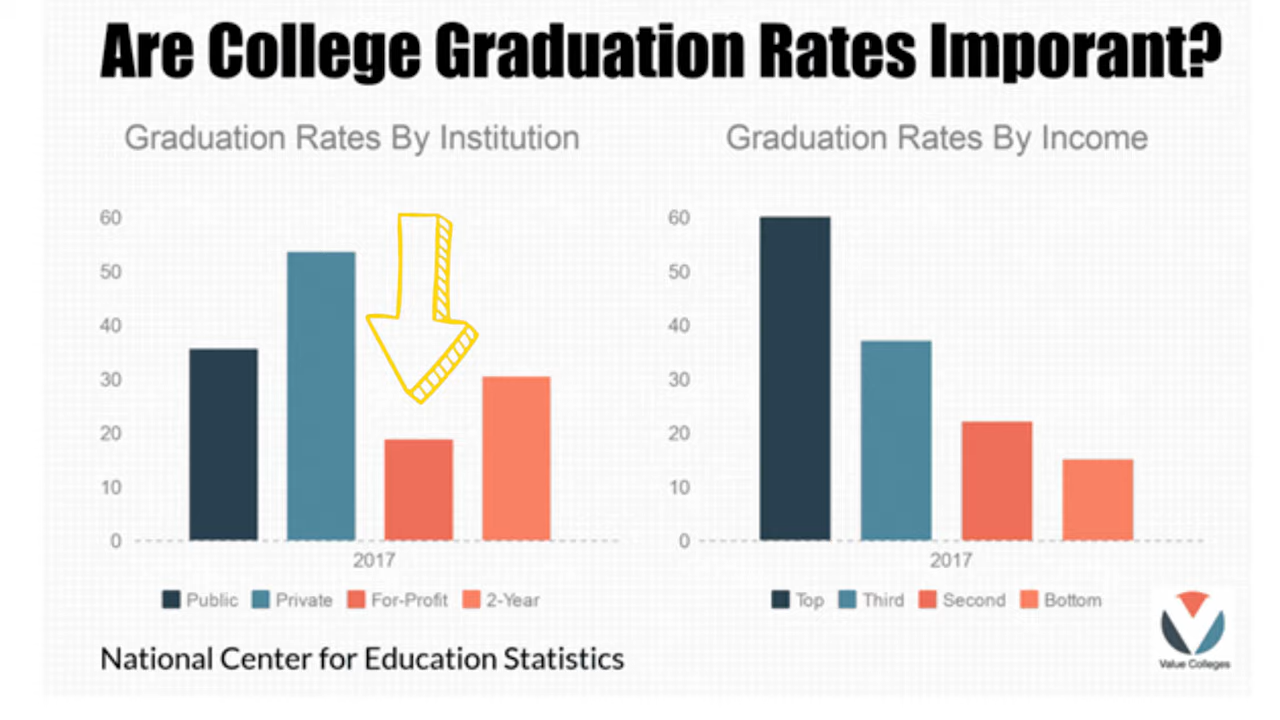 Are College Graduation Rates Imporant?
Graduation Rates By Institution
60
50
40
30
20
10
0
2017
Public Private For-Profit 2-Year
Graduation Rates By Income
60
50
40
30
20
10
0
2017
Top Third Second Bottom
National Center for Education Statistics
Value Colleges